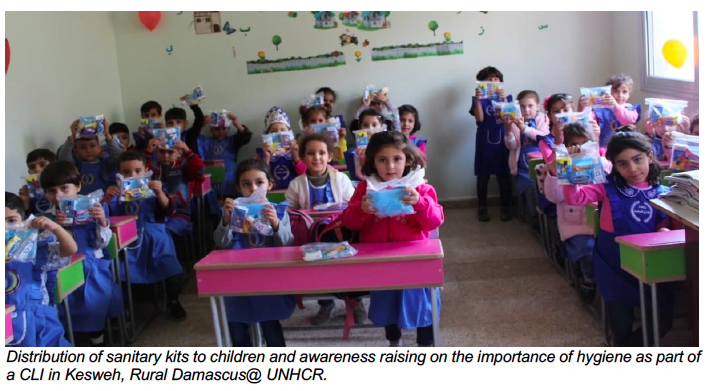 Distribution of sanitary kits to children and awareness raising on the importance of hygiene as part of
a CLI in Kesweh, Rural Damascus@ UNHCR.